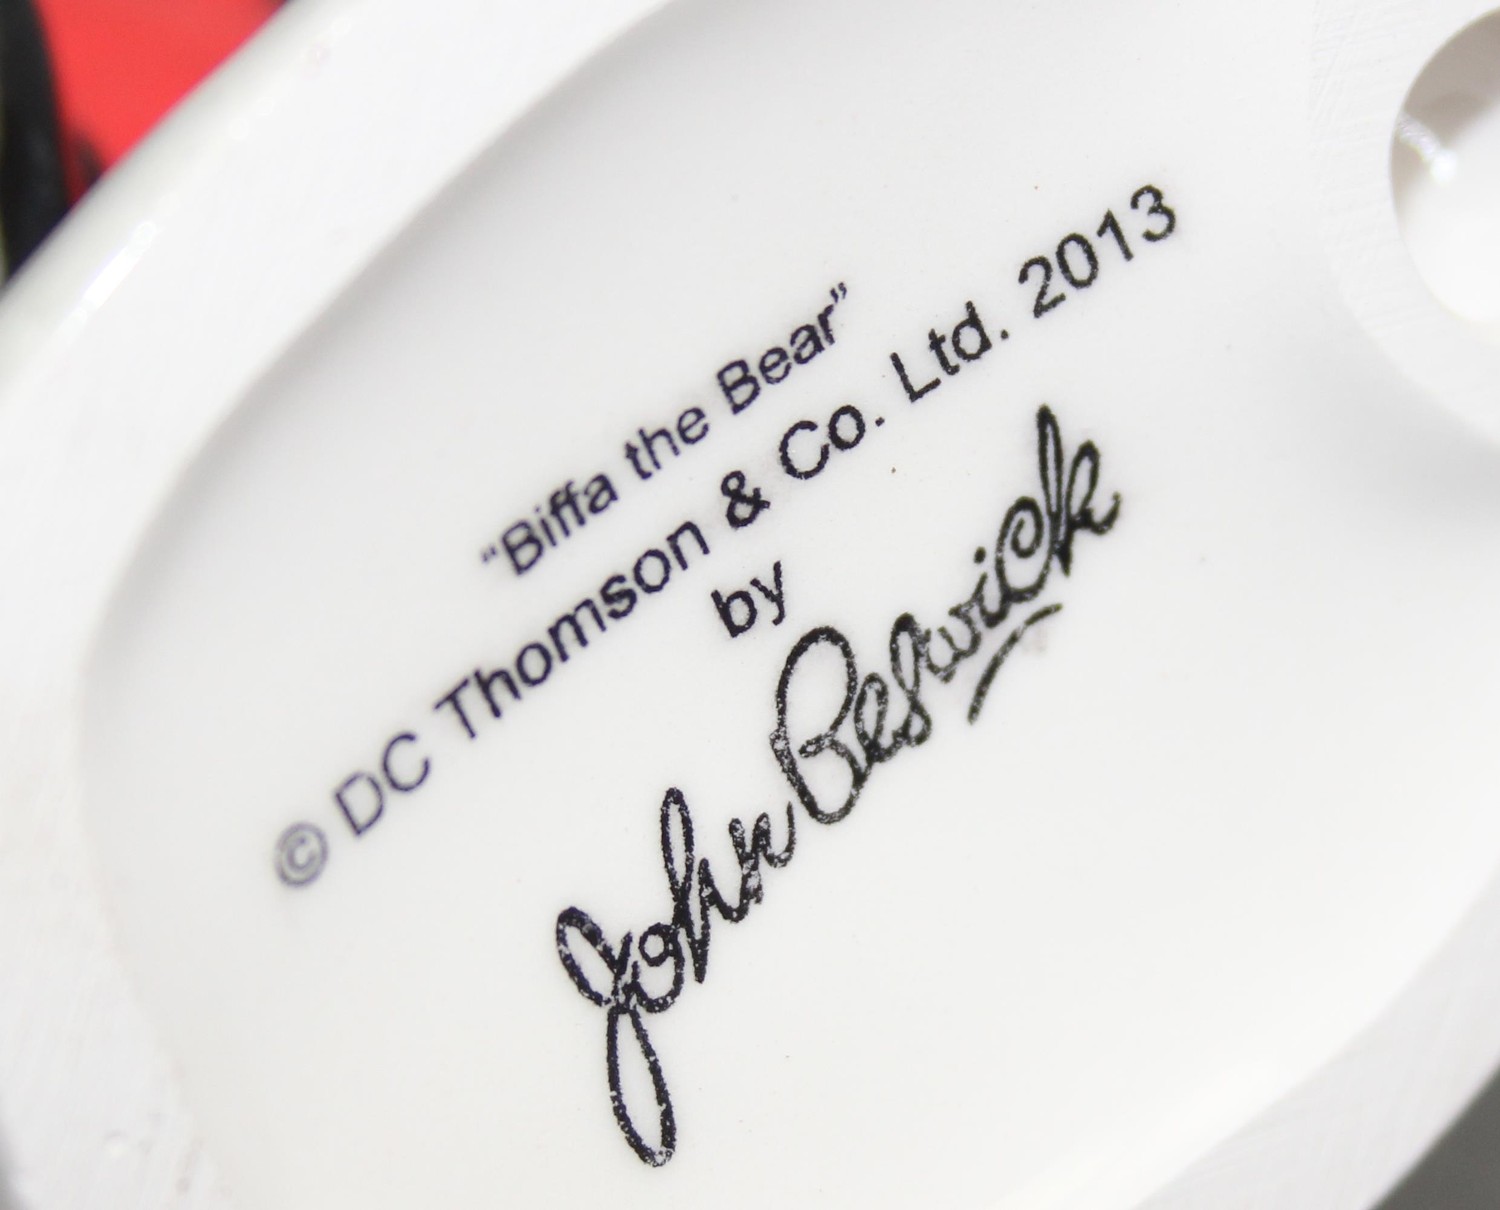 “Biffa the Bear”
© DC Thomson & Co. Ltd. 2013
by
John Beswick